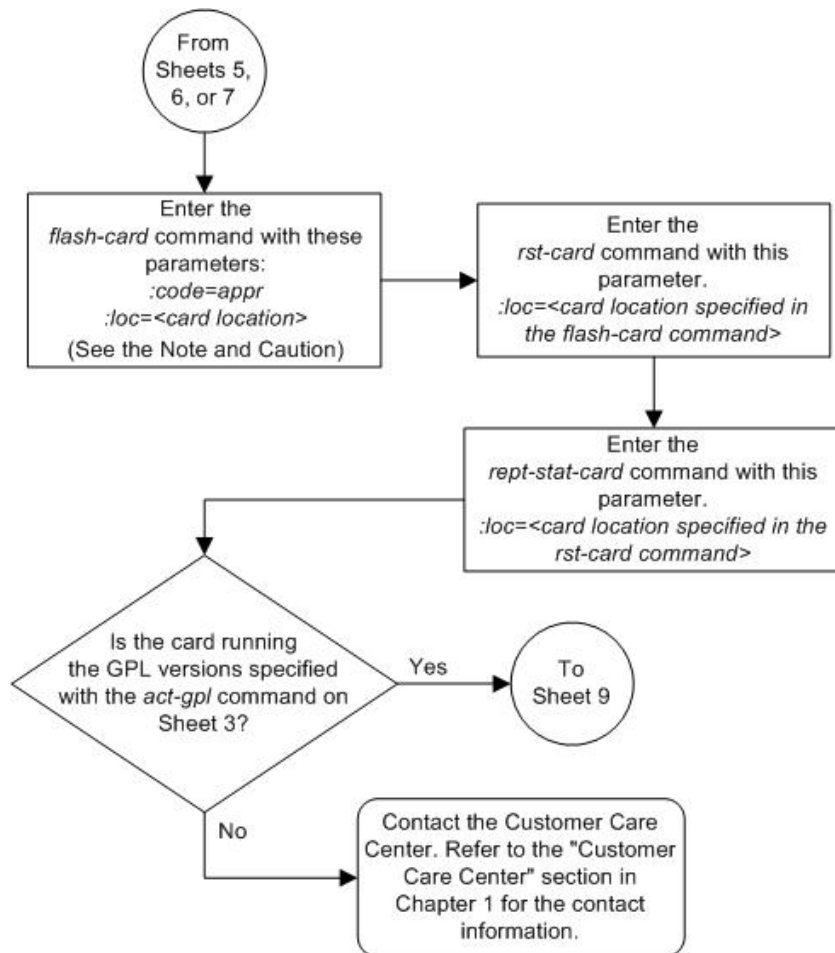 From
Sheets 5,
6, or 7
Enter the
flash-card command with these
parameters:
:code=appr
:loc=<card location>
(See the Note and Caution)
Enter the
rst-card command with this
parameter.
:loc=<card location specified in
the flash-card command>
Enter the
rept-stat-card command with this
parameter.
:loc=<card location specified in the
rst-card command>
Is the card running
the GPL versions specified
with the act-gpl command on
Sheet 3?
Yes
To
Sheet 9
No
Contact the Customer Care
Center. Refer to the "Customer
Care Center" section in
Chapter 1 for the contact
information.